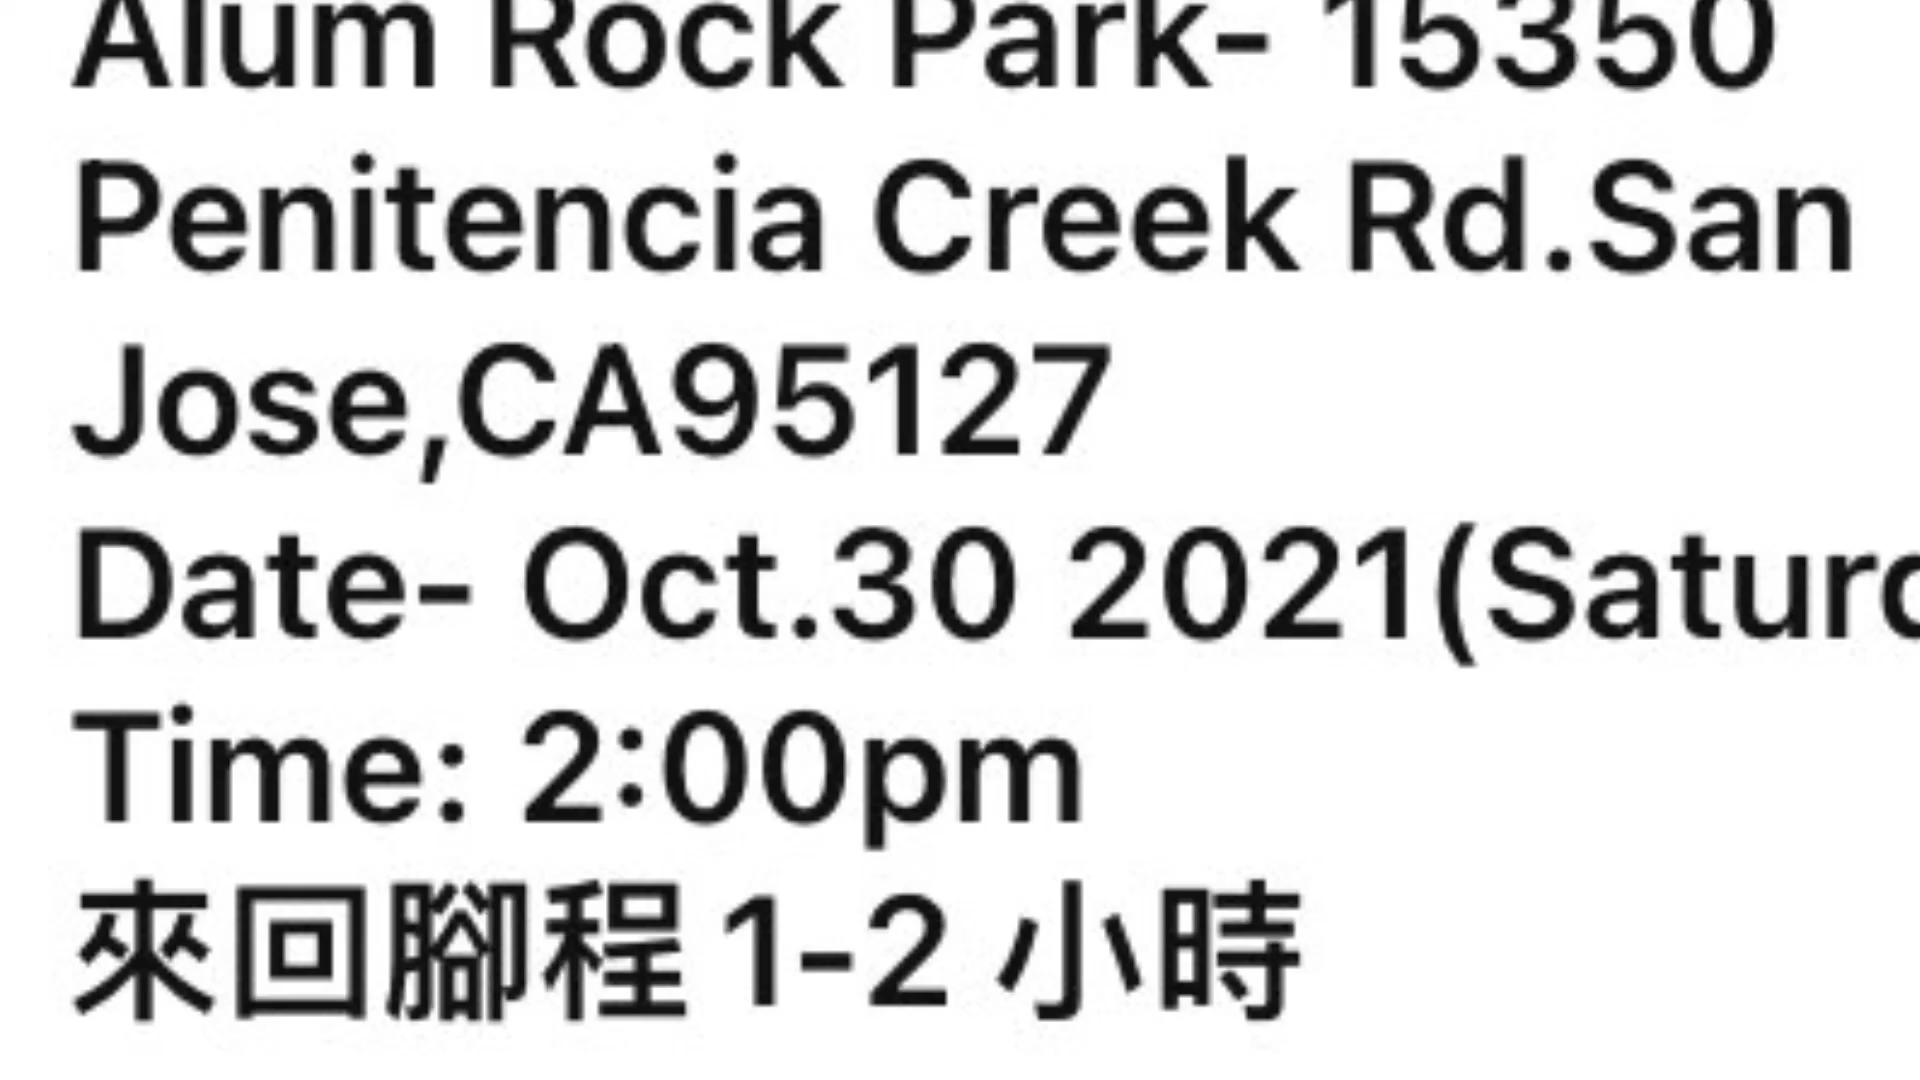 Alum Rock Park- 15350
Penitencia Creek Rd.San
Jose,CA95127
Date- Oct.30 2021(Satur
Time: 2:00pm
來回腳程 1-2 小時